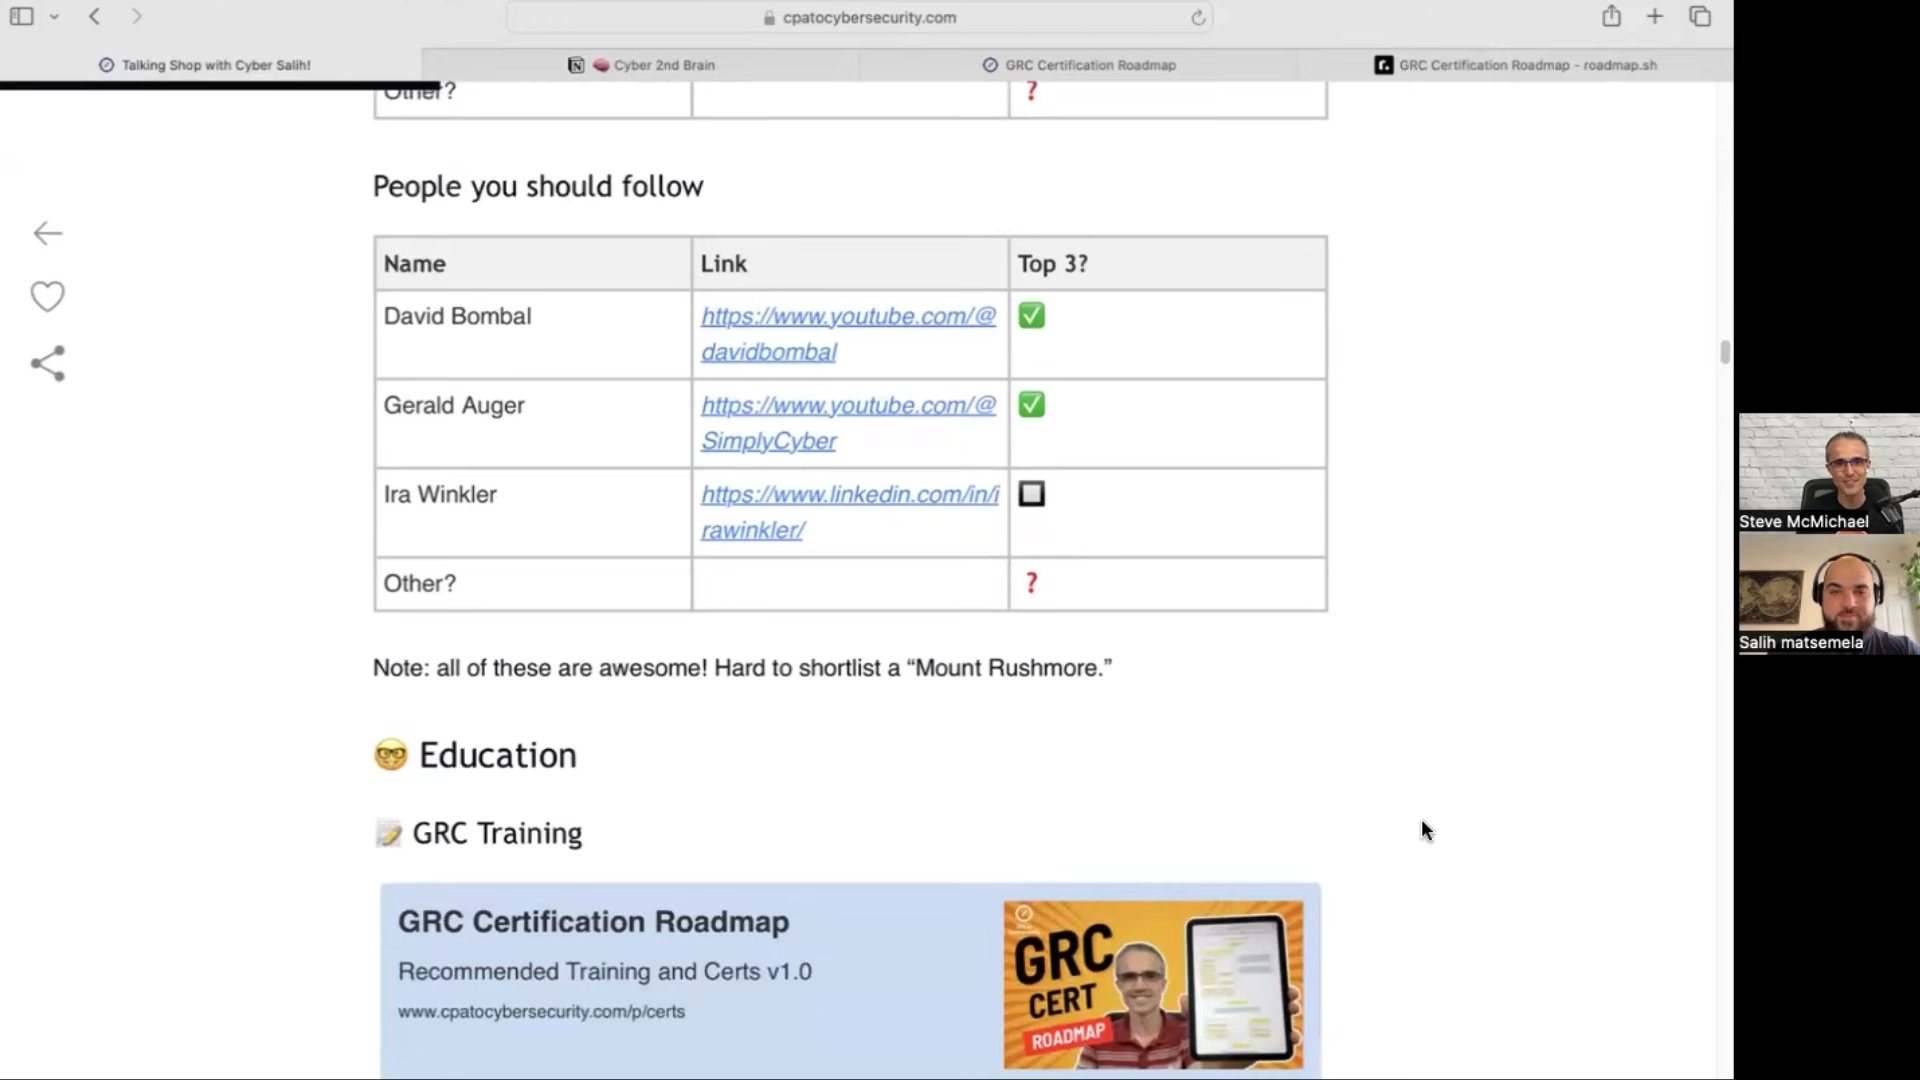 cpatocybersecurity.com
Talking Shop with Cyber Salih!
Cyber 2nd Brain
GRC Certification Roadmap
GRC Certification Roadmap - roadmap.sh
Other?
People you should follow
Name Link Top 3?
David Bombal https://www.youtube.com/@
davidbombal
Gerald Auger https://www.youtube.com/@
SimplyCyber
Ira Winkler https://www.linkedin.com/in/i
rawinkler/
Other?
Note: all of these are awesome! Hard to shortlist a “Mount Rushmore.”
Education
GRC Training
GRC Certification Roadmap
Recommended Training and Certs v1.0
www.cpatocybersecurity.com/p/certs
GRC
CERT
ROADMAP
Steve McMichael
Salih matsemela